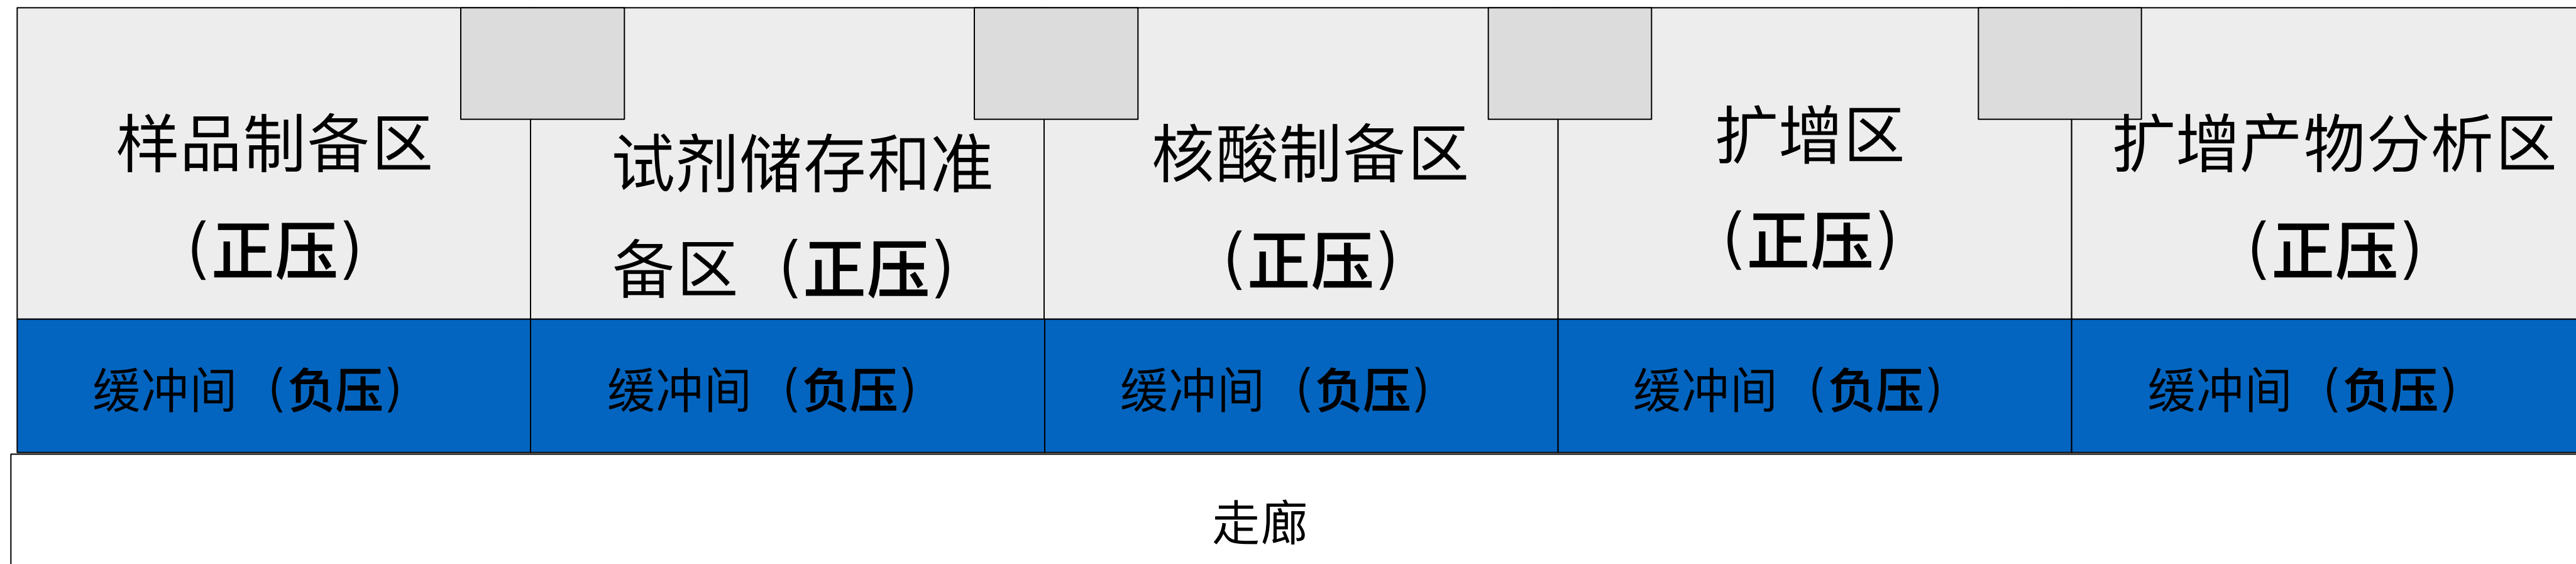 样品制备区
（正压）
试剂储存和准
备区（正压）
核酸制备区
（正压）
扩增区
（正压）
扩增产物分析区
（正压）
缓冲间（负压）
缓冲间（负压）
缓冲间（负压）
缓冲间（负压）
缓冲间（负压）
走廊